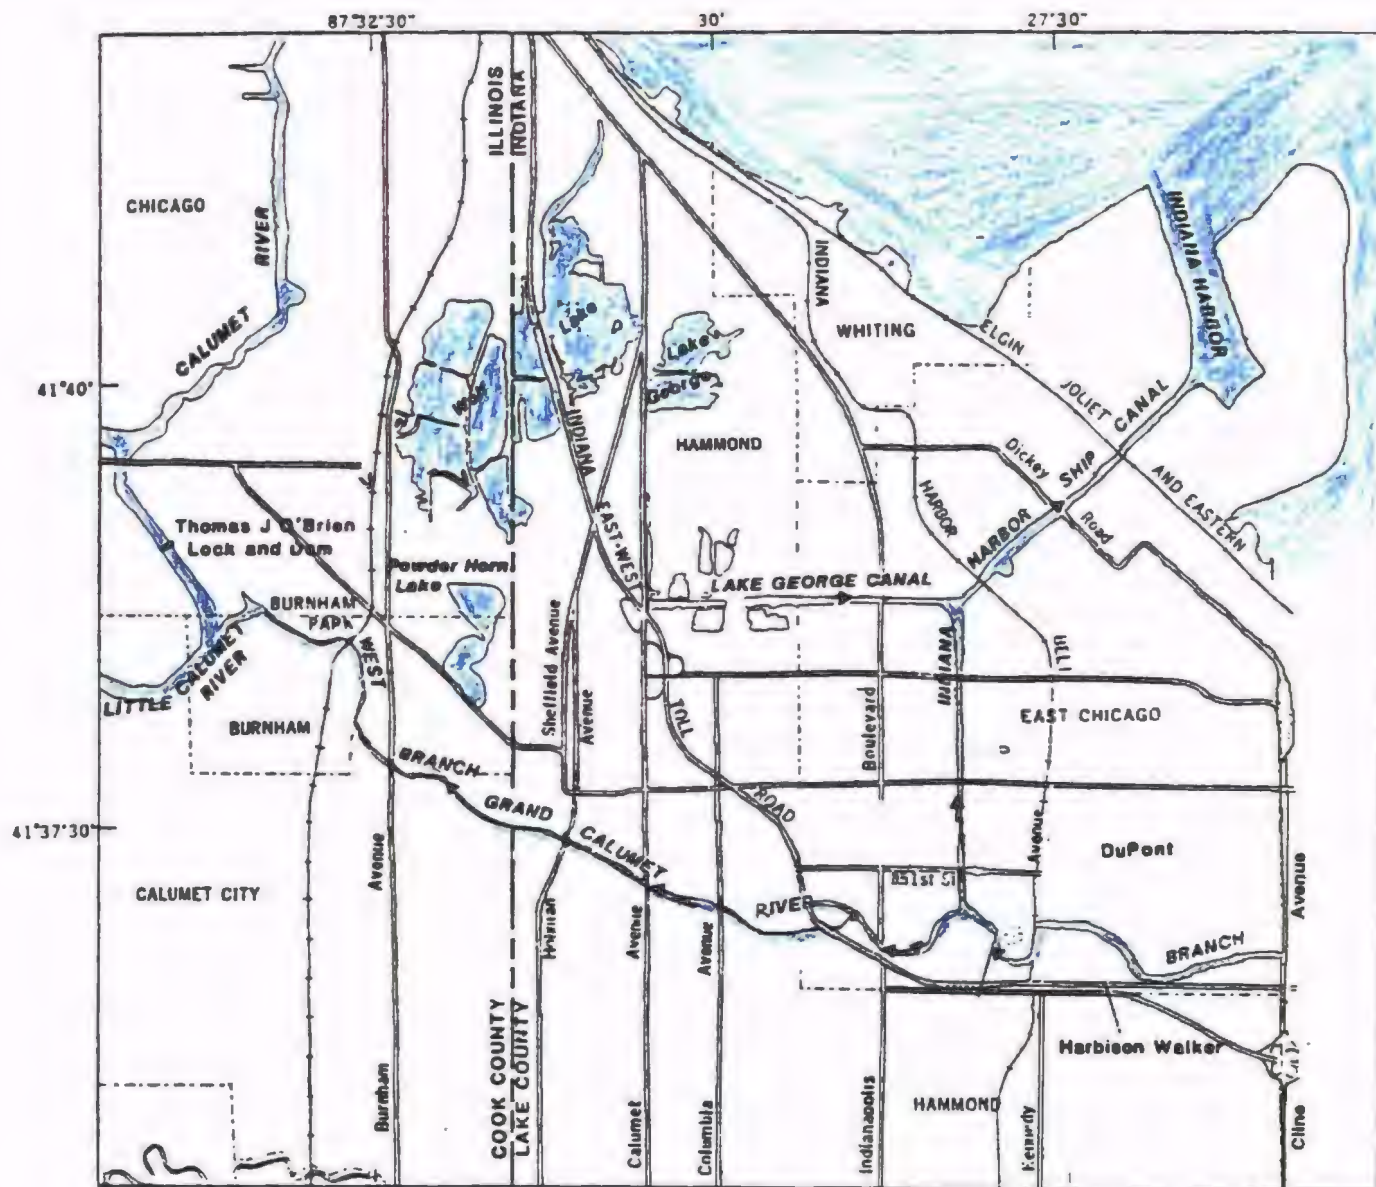 87°32'30"
30'
27'30"
ILLINOIS
INDIANA
CHICAGO
RIVER
CALUMET
INDIANA HARBOR
INDIANA
WHITING
ELGIN
JOLIET
AND EASTERN
Lake
Lake
George
Wolf
41°40'
HAMMOND
INDIANA
EAST-WEST
TOLL
ROAD
Dickey
Road
HARBOR
SHIP
CANAL
INDIANA
HARBOR
BELT
Thomas J O'Brien
Lock and Dam
Powder Horn
Lake
LAKE GEORGE CANAL
BURNHAM
PARK
WEST
LITTLE
CALUMET
RIVER
BURNHAM
Sheffield Avenue
Avenue
Boulevard
EAST CHICAGO
BRANCH
GRAND
CALUMET
RIVER
BRANCH
41°37'30"
CALUMET CITY
Avenue
Avenue
Avenue
Avenue
Avenue
151st St
DuPont
Harbison Walker
COOK COUNTY
LAKE COUNTY
Burnham
Hohman
Calumet
Columbia
Indianapolis
HAMMOND
Kennedy
Cline